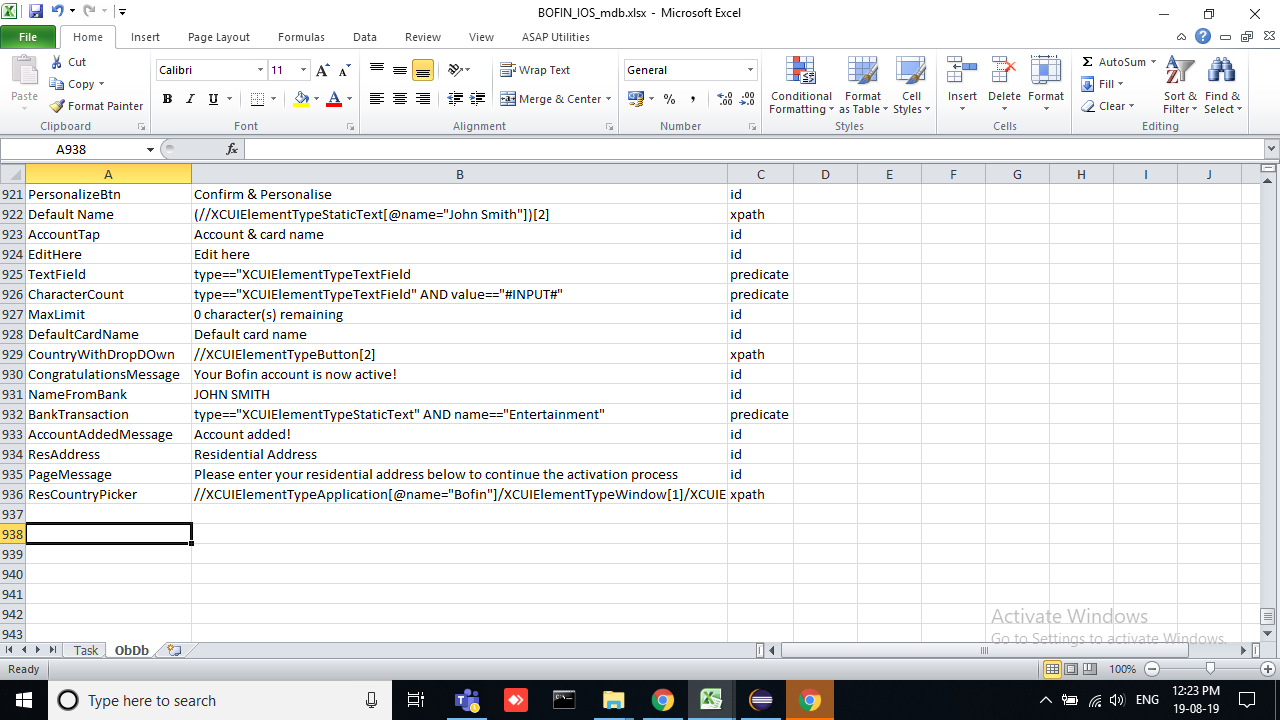 BOFIN_IOS_mdb.xlsx - Microsoft Excel
File Home Insert Page Layout Formulas Data Review View ASAP Utilities
Paste Cut Copy Format Painter
Clipboard
Calibri 11
B I U
Font
Wrap Text
Merge & Center
Alignment
General
% ,
Number
Conditional Formatting Format as Table Cell Styles
Styles
Insert Delete Format
Cells
Σ AutoSum Fill Clear Sort & Filter Find & Select
Editing
A938 fx
A B C D E F G H I J
921 PersonalizeBtn Confirm & Personalise id
922 Default Name (//XCUIElementTypeStaticText[@name="John Smith"])[2] xpath
923 AccountTap Account & card name id
924 EditHere Edit here id
925 TextField type=="XCUIElementTypeTextField predicate
926 CharacterCount type=="XCUIElementTypeTextField" AND value=="#INPUT#" predicate
927 MaxLimit 0 character(s) remaining id
928 DefaultCardName Default card name id
929 CountryWithDropDOwn //XCUIElementTypeButton[2] xpath
930 CongratulationsMessage Your Bofin account is now active! id
931 NameFromBank JOHN SMITH id
932 BankTransaction type=="XCUIElementTypeStaticText" AND name=="Entertainment" predicate
933 AccountAddedMessage Account added! id
934 ResAddress Residential Address id
935 PageMessage Please enter your residential address below to continue the activation process id
936 ResCountryPicker //XCUIElementTypeApplication[@name="Bofin"]/XCUIElementTypeWindow[1]/XCUIE xpath
937
938
939
940
941
942
943
Activate Windows
Go to Settings to activate Windows.
Task ObDb
Ready 100%
Type here to search
ENG 12:23 PM
19-08-19